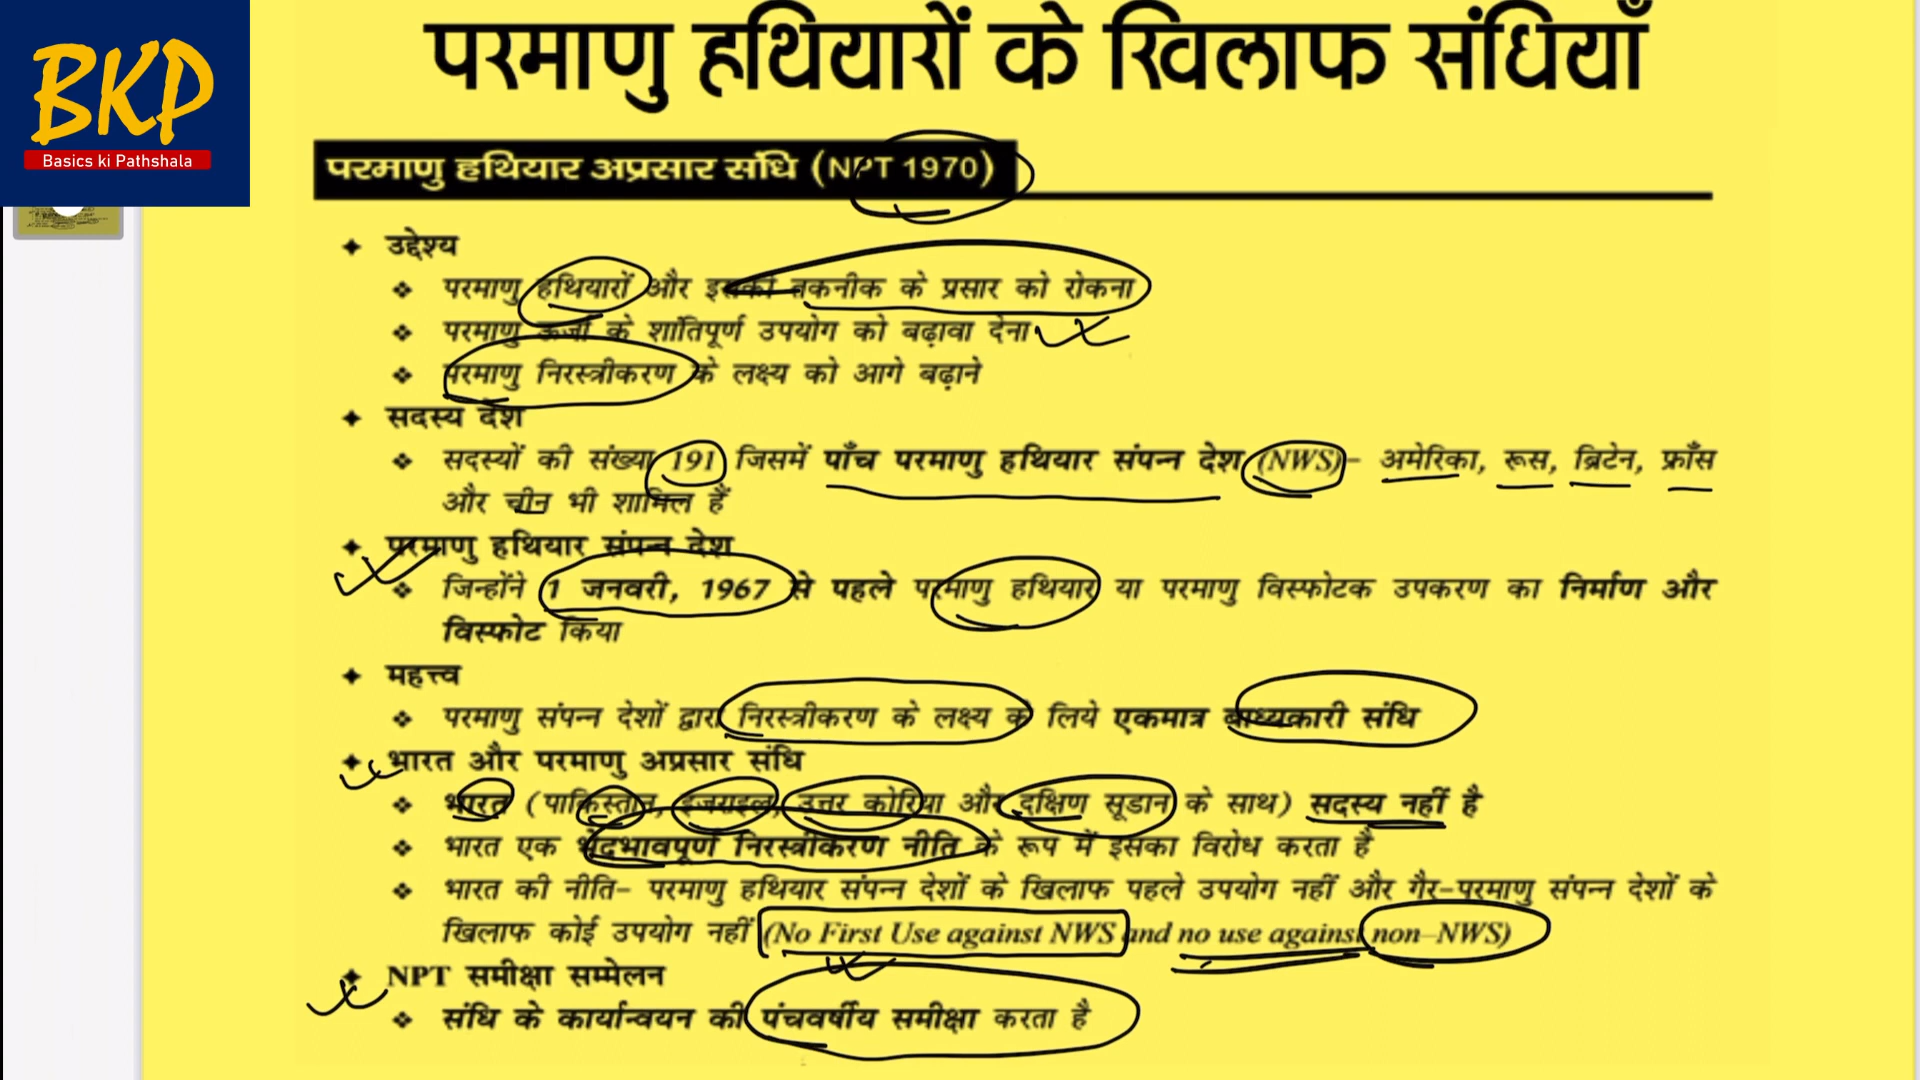 BKP
Basics ki Pathshala
परमाणु हथियारों के खिलाफ संधियाँ
परमाणु हथियार अप्रसार संधि (NPT 1970)
उद्देश्य
परमाणु हथियारों और इसकी तकनीक के प्रसार को रोकना
परमाणु ऊर्जा के शांतिपूर्ण उपयोग को बढ़ावा देना
परमाणु निरस्त्रीकरण के लक्ष्य को आगे बढ़ाने
सदस्य देश
सदस्यों की संख्या 191 जिसमें पाँच परमाणु हथियार संपन्न देश (NWS)- अमेरिका, रूस, ब्रिटेन, फ्राँस
और चीन भी शामिल हैं
परमाणु हथियार संपन्न देश
जिन्होंने 1 जनवरी, 1967 से पहले परमाणु हथियार या परमाणु विस्फोटक उपकरण का निर्माण और
विस्फोट किया
महत्त्व
परमाणु संपन्न देशों द्वारा निरस्त्रीकरण के लक्ष्य के लिये एकमात्र बाध्यकारी संधि
भारत और परमाणु अप्रसार संधि
भारत (पाकिस्तान, इजराइल, उत्तर कोरिया और दक्षिण सूडान के साथ) सदस्य नहीं है
भारत एक भेदभावपूर्ण निरस्त्रीकरण नीति के रूप में इसका विरोध करता है
भारत की नीति- परमाणु हथियार संपन्न देशों के खिलाफ पहले उपयोग नहीं और गैर-परमाणु संपन्न देशों के
खिलाफ कोई उपयोग नहीं (No First Use against NWS and no use against non-NWS)
NPT समीक्षा सम्मेलन
संधि के कार्यान्वयन की पंचवर्षीय समीक्षा करता है